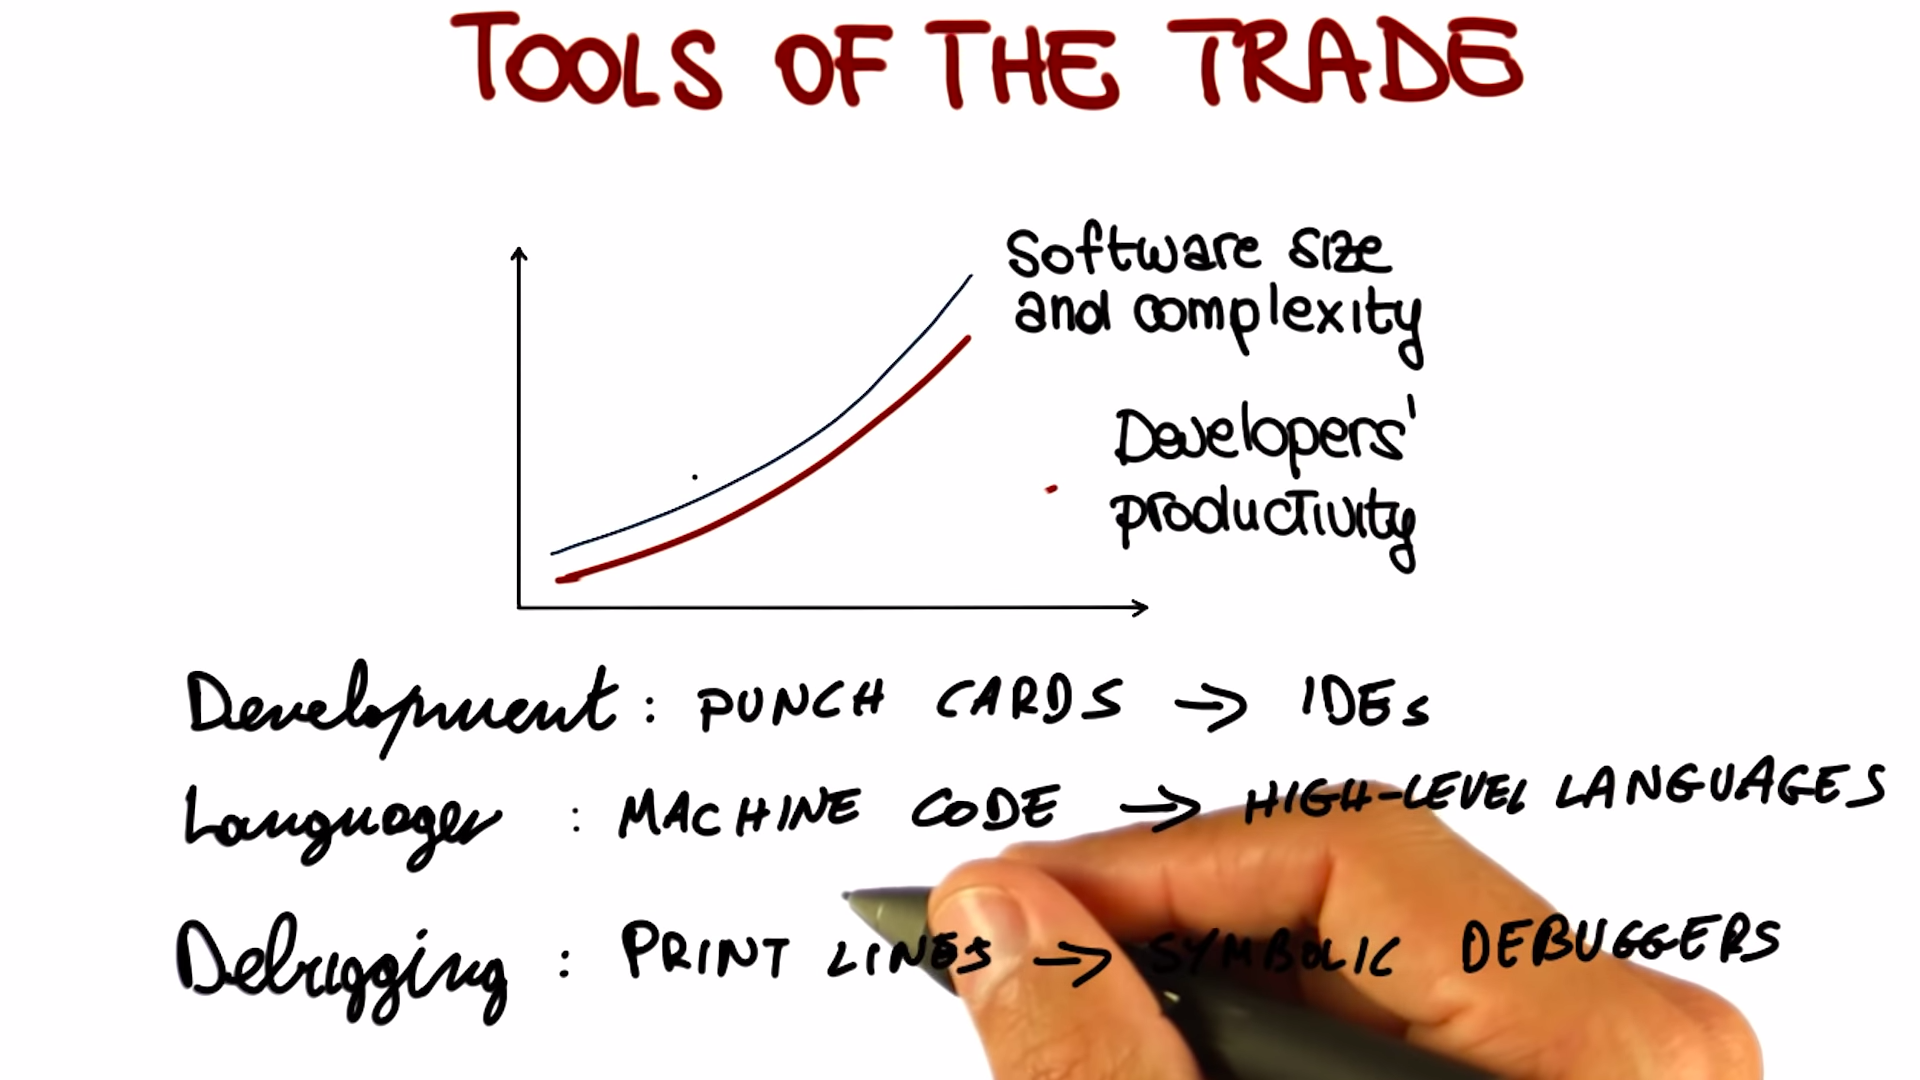 TOOLS OF THE TRADE
Software size
and complexity
Developers'
productivity
Development : PUNCH CARDS → IDEs
Languages : MACHINE CODE → HIGH-LEVEL LANGUAGES
Debugging : PRINT LINES → SYMBOLIC DEBUGGERS